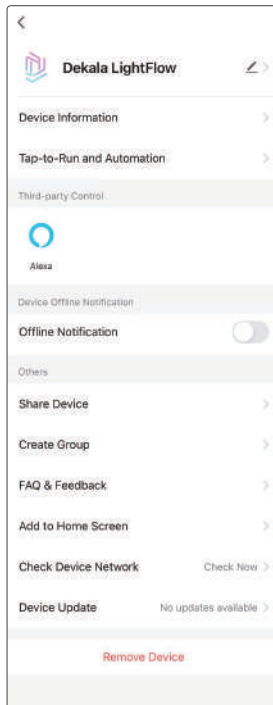 Dekala LightFlow
Device Information
Tap-to-Run and Automation
Third-party Control
Alexa
Device Offline Notification
Offline Notification
Others
Share Device
Create Group
FAQ & Feedback
Add to Home Screen
Check Device Network Check Now
Device Update No updates available
Remove Device